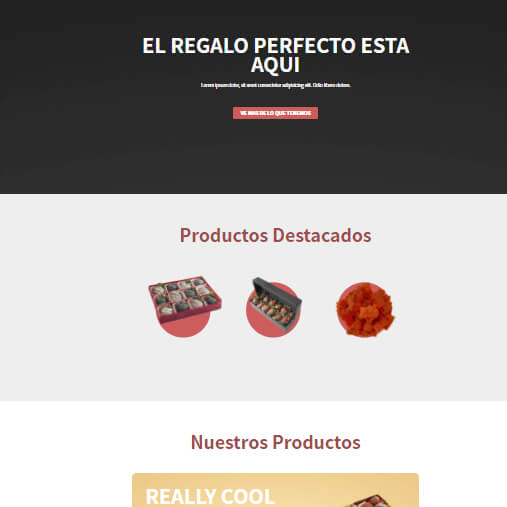 EL REGALO PERFECTO ESTA
AQUI
Lorem ipsum dolor, sit amet consectetur adipisicing elit. Odio libero dolore.
VE MAS DE LO QUE TENEMOS
Productos Destacados
Nuestros Productos
REALLY COOL